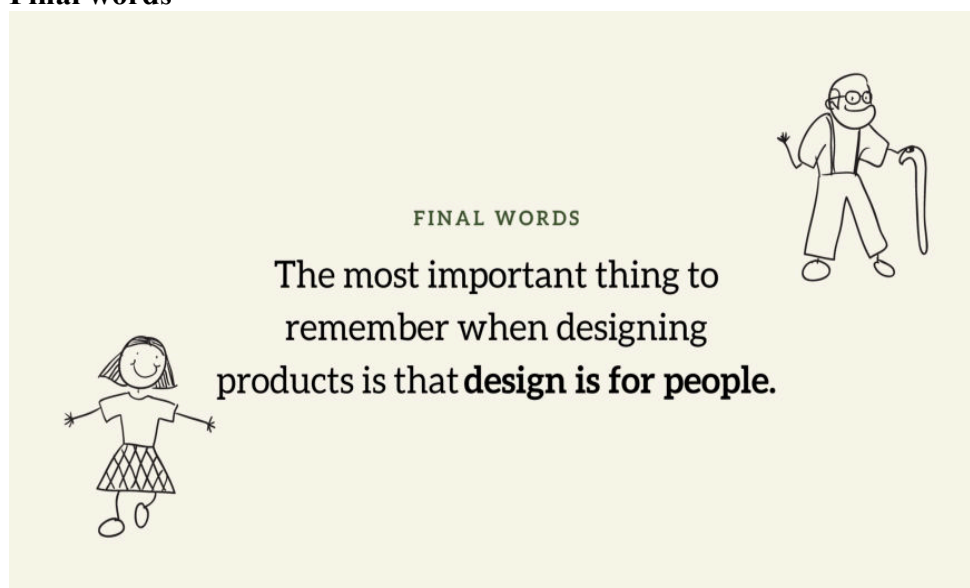 Final words
FINAL WORDS
The most important thing to
remember when designing
products is that design is for people.